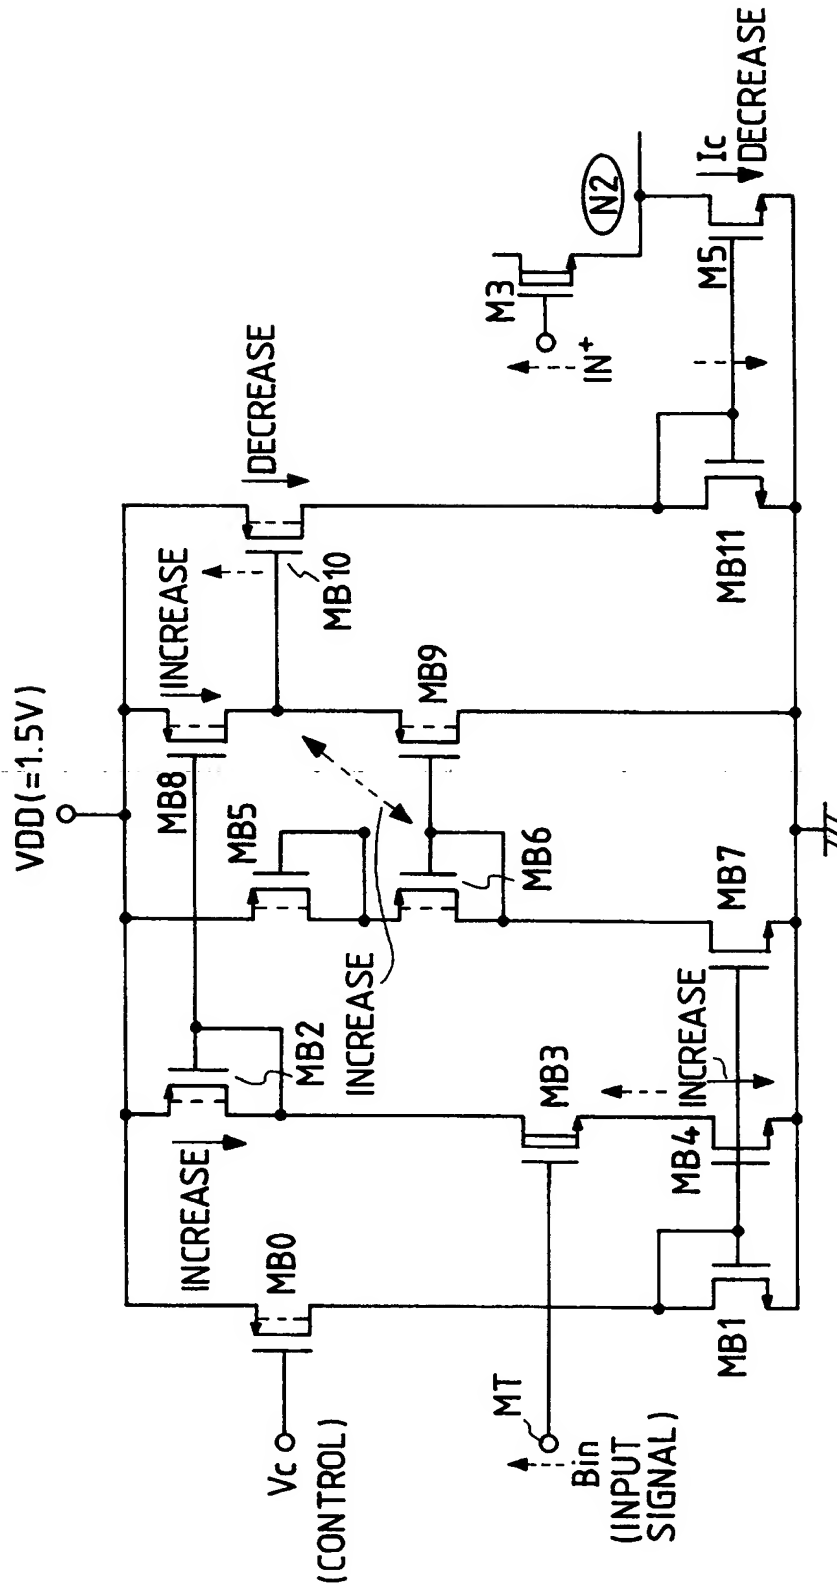 VDD(=1.5V)
INCREASE
MB2
MB8
INCREASE
DECREASE
MB0
MB5
MB10
Vc
(CONTROL)
INCREASE
MB6
MB9
M3
IN+
N2
MT
Bin
(INPUT
SIGNAL)
MB3
INCREASE
MB4
MB7
MB1
MB11
M5
Ic
DECREASE